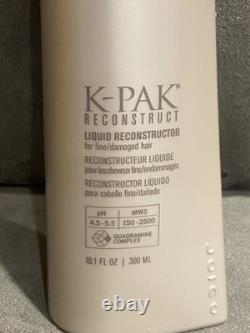 K-PAK®
RECONSTRUCT
LIQUID RECONSTRUCTOR
for fine/damaged hair
RECONSTRUCTEUR LIQUIDE
pour les cheveux fins/endommagés
RECONSTRUCTOR LÍQUIDO
para cabello fino/dañado
pH MWS
4.5-5.5 150-2500
QUADRAMINE
COMPLEX
10.1 FL OZ | 300 ML